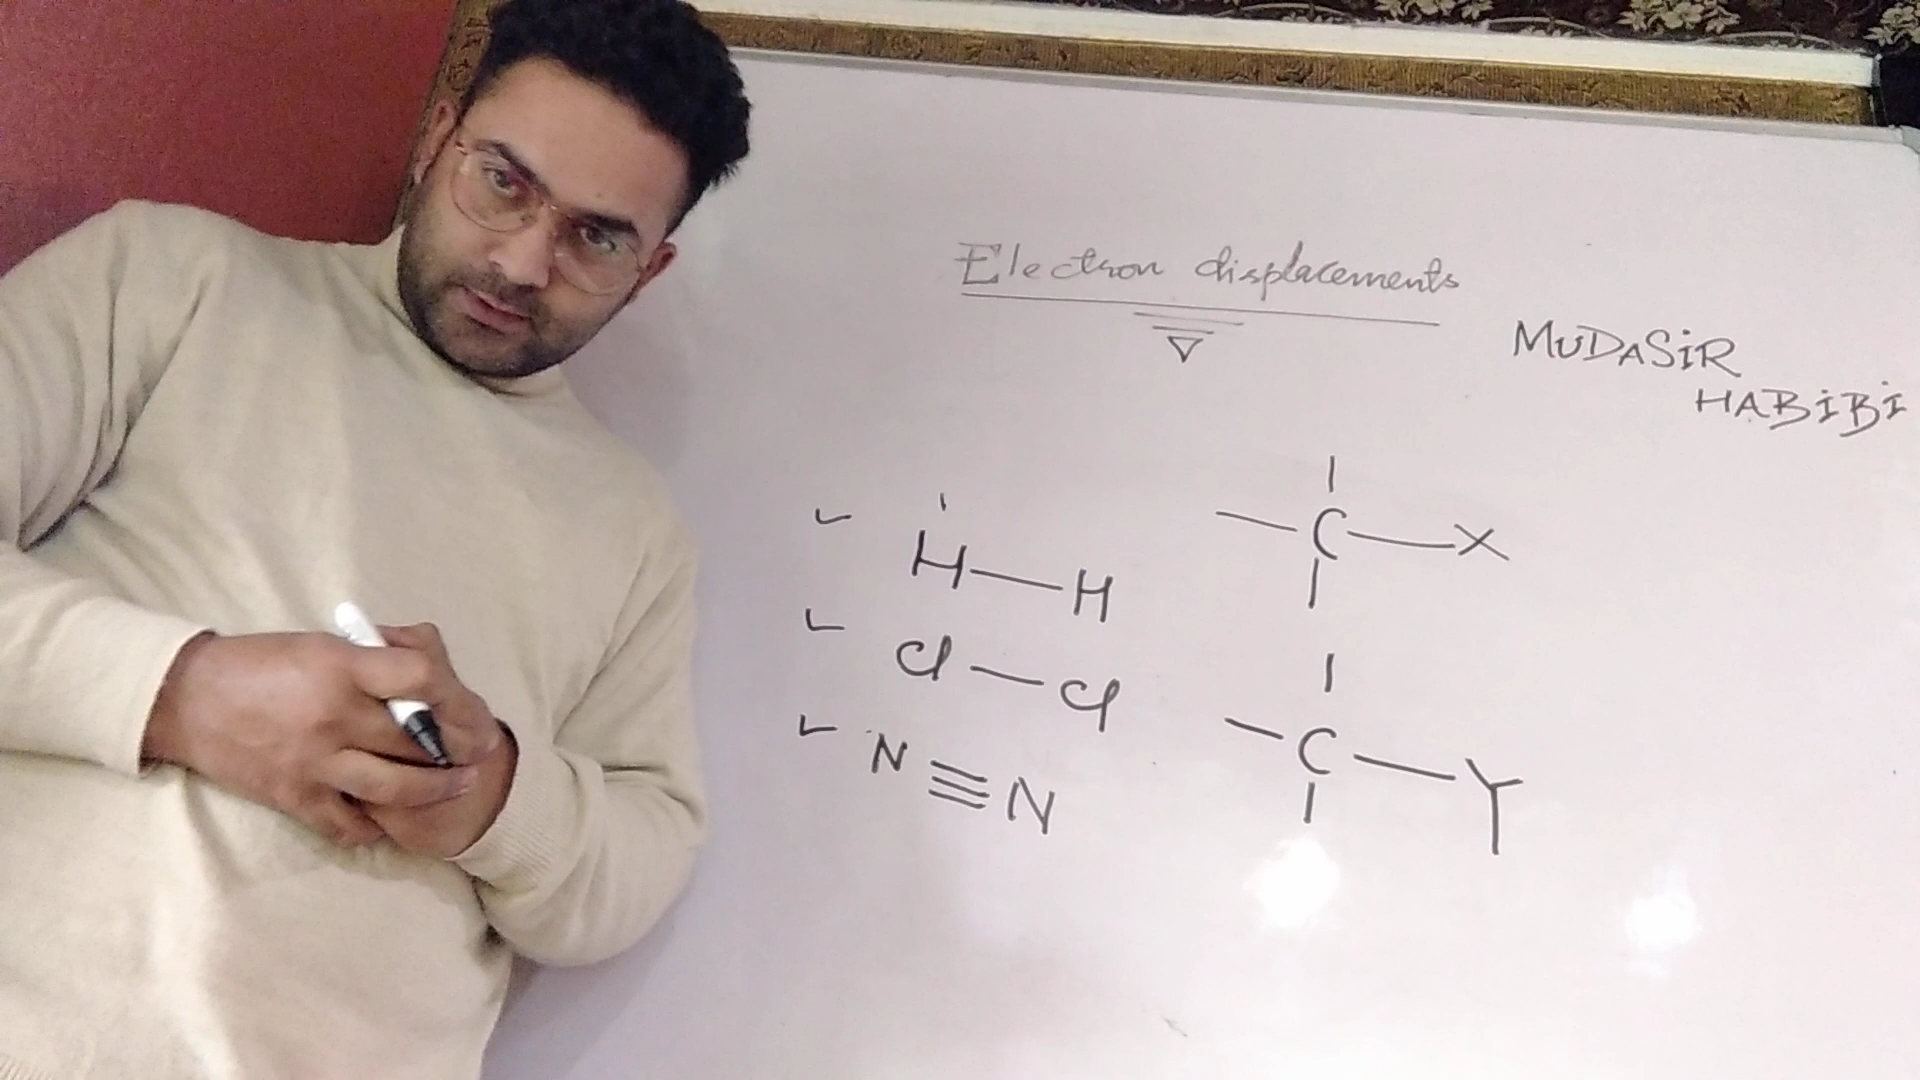 Electron displacements
MUDASIR
HABIBI
H—H
Cl—Cl
N≡N
—C—X
—C—Y